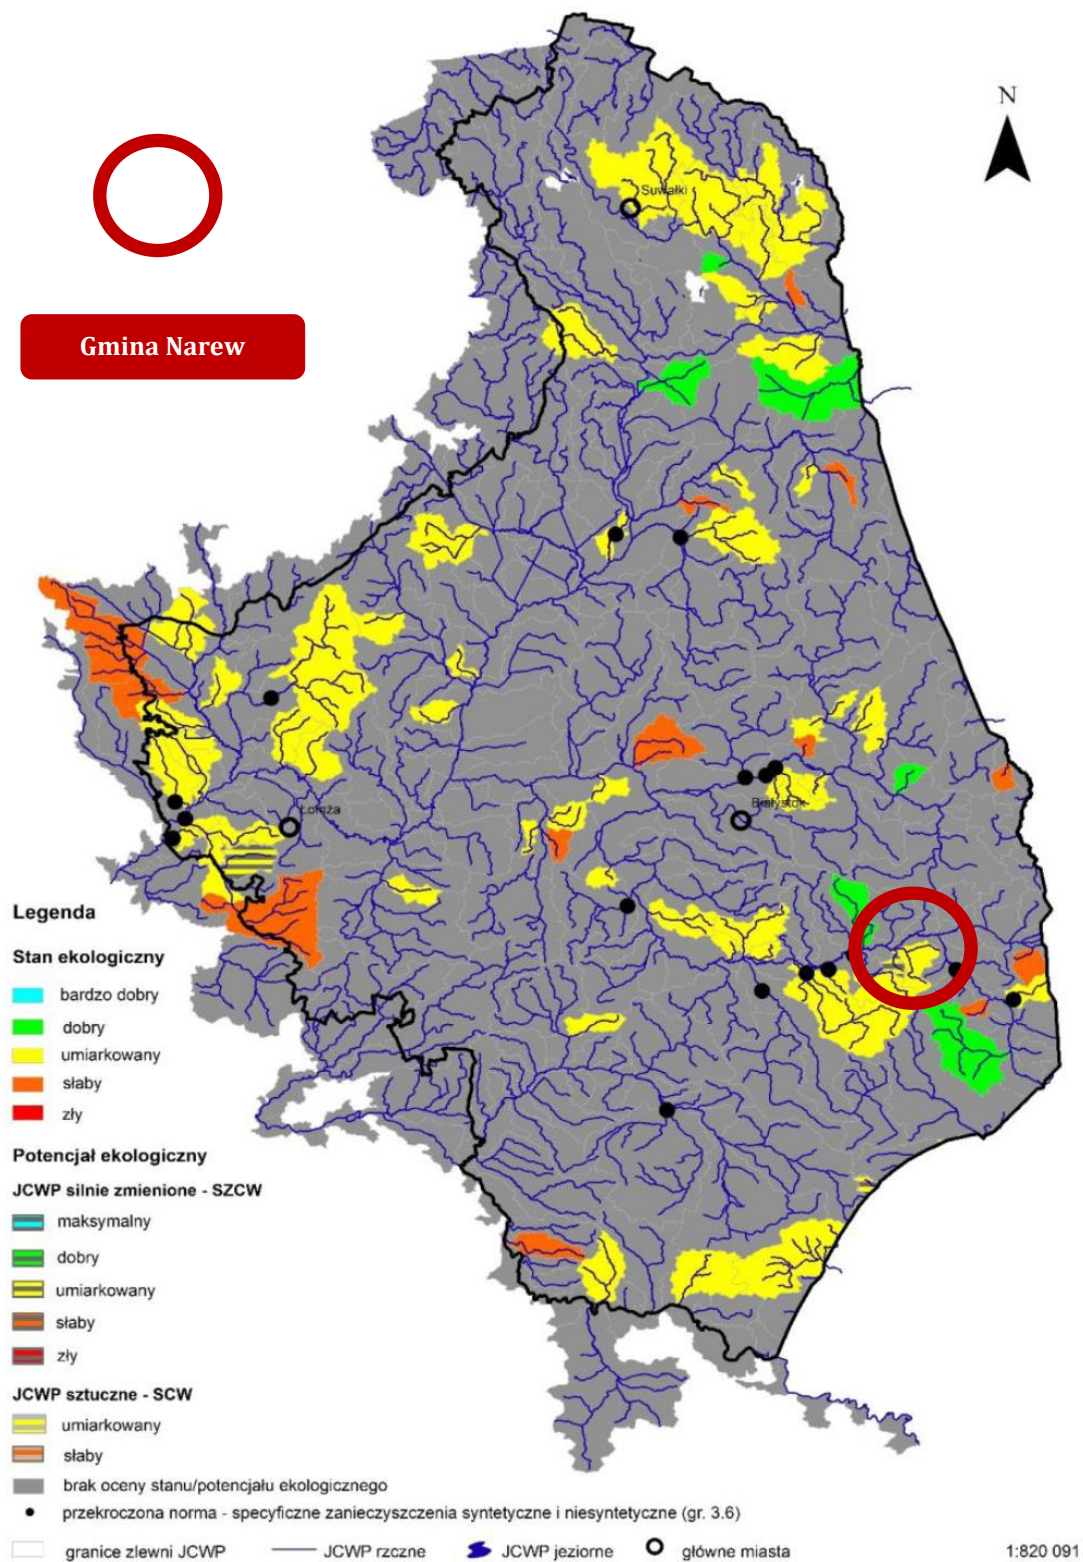 N
Suwałki
Gmina Narew
Łomża
Białystok
Legenda
Stan ekologiczny
bardzo dobry
dobry
umiarkowany
słaby
zły
Potencjał ekologiczny
JCWP silnie zmienione - SZCW
maksymalny
dobry
umiarkowany
słaby
zły
JCWP sztuczne - SCW
umiarkowany
słaby
brak oceny stanu/potencjału ekologicznego
przekroczona norma - specyficzne zanieczyszczenia syntetyczne i niesyntetyczne (gr. 3.6)
granice zlewni JCWP JCWP rzczne JCWP jeziorne główne miasta 1:820 091